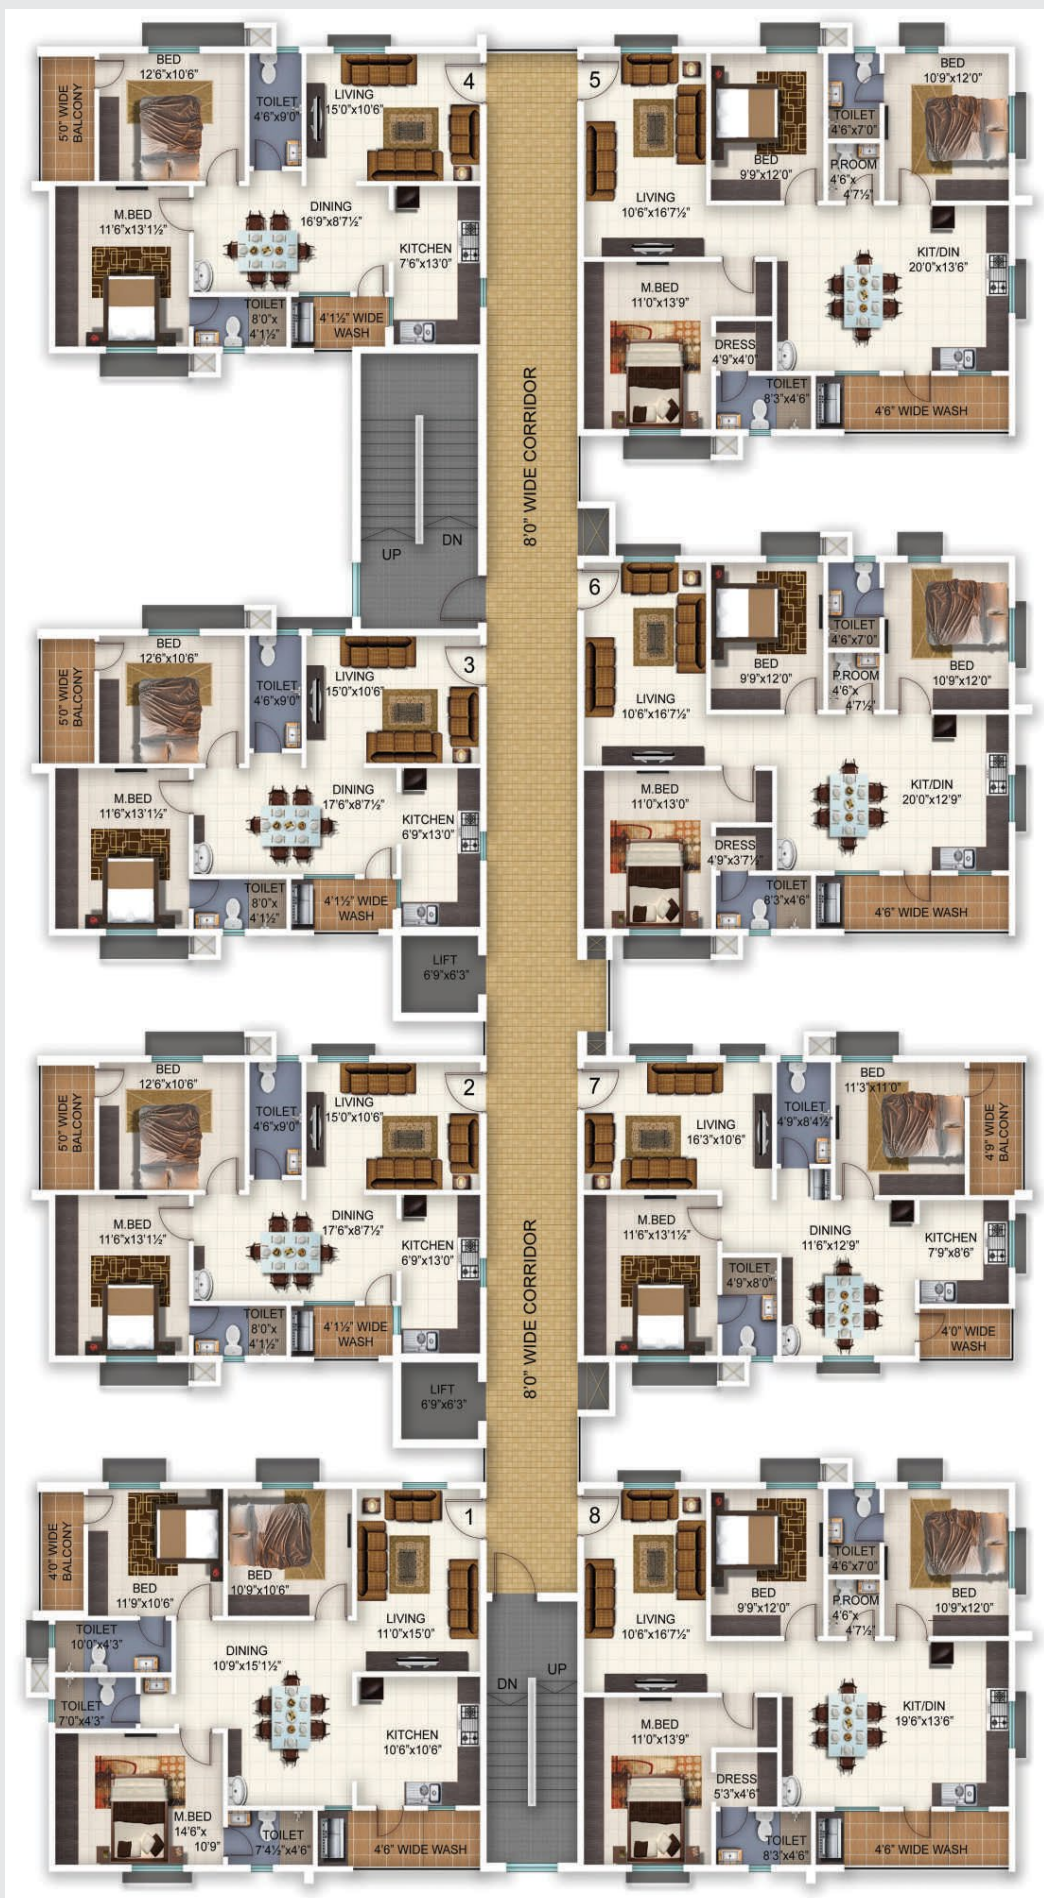 4
BED
12'6"x10'6"
5'0" WIDE
BALCONY
TOILET
4'6"x9'0"
LIVING
15'0"x10'6"
M.BED
11'6"x13'1½"
DINING
16'9"x8'7½"
KITCHEN
7'6"x13'0"
TOILET
8'0"x
4'1½"
4'1½" WIDE
WASH
5
BED
10'9"x12'0"
TOILET
4'6"x7'0"
BED
9'9"x12'0"
P.ROOM
4'6"x
4'7½"
LIVING
10'6"x16'7½"
KIT/DIN
20'0"x13'6"
M.BED
11'0"x13'9"
DRESS
4'9"x4'0"
TOILET
8'3"x4'6"
4'6" WIDE WASH
8'0" WIDE CORRIDOR
UP
DN
3
BED
12'6"x10'6"
5'0" WIDE
BALCONY
TOILET
4'6"x9'0"
LIVING
15'0"x10'6"
M.BED
11'6"x13'1½"
DINING
17'6"x8'7½"
KITCHEN
6'9"x13'0"
TOILET
8'0"x
4'1½"
4'1½" WIDE
WASH
LIFT
6'9"x6'3"
6
TOILET
4'6"x7'0"
BED
9'9"x12'0"
P.ROOM
4'6"x
4'7½"
BED
10'9"x12'0"
LIVING
10'6"x16'7½"
KIT/DIN
20'0"x12'9"
M.BED
11'0"x13'0"
DRESS
4'9"x3'7½"
TOILET
8'3"x4'6"
4'6" WIDE WASH
2
BED
12'6"x10'6"
5'0" WIDE
BALCONY
TOILET
4'6"x9'0"
LIVING
15'0"x10'6"
M.BED
11'6"x13'1½"
DINING
17'6"x8'7½"
KITCHEN
6'9"x13'0"
TOILET
8'0"x
4'1½"
4'1½" WIDE
WASH
LIFT
6'9"x6'3"
8'0" WIDE CORRIDOR
7
BED
11'3"x11'0"
TOILET
4'9"x8'4½"
4'9" WIDE
BALCONY
LIVING
16'3"x10'6"
M.BED
11'6"x13'1½"
DINING
11'6"x12'9"
KITCHEN
7'9"x8'6"
TOILET
4'9"x8'0"
4'0" WIDE
WASH
1
4'0" WIDE
BALCONY
BED
11'9"x10'6"
BED
10'9"x10'6"
LIVING
11'0"x15'0"
TOILET
10'0"x4'3"
DINING
10'9"x15'1½"
TOILET
7'0"x4'3"
KITCHEN
10'6"x10'6"
M.BED
14'6"x
10'9"
TOILET
7'4½"x4'6"
4'6" WIDE WASH
DN
UP
8
TOILET
4'6"x7'0"
BED
9'9"x12'0"
P.ROOM
4'6"x
4'7½"
BED
10'9"x12'0"
LIVING
10'6"x16'7½"
KIT/DIN
19'6"x13'6"
M.BED
11'0"x13'9"
DRESS
5'3"x4'6"
TOILET
8'3"x4'6"
4'6" WIDE WASH